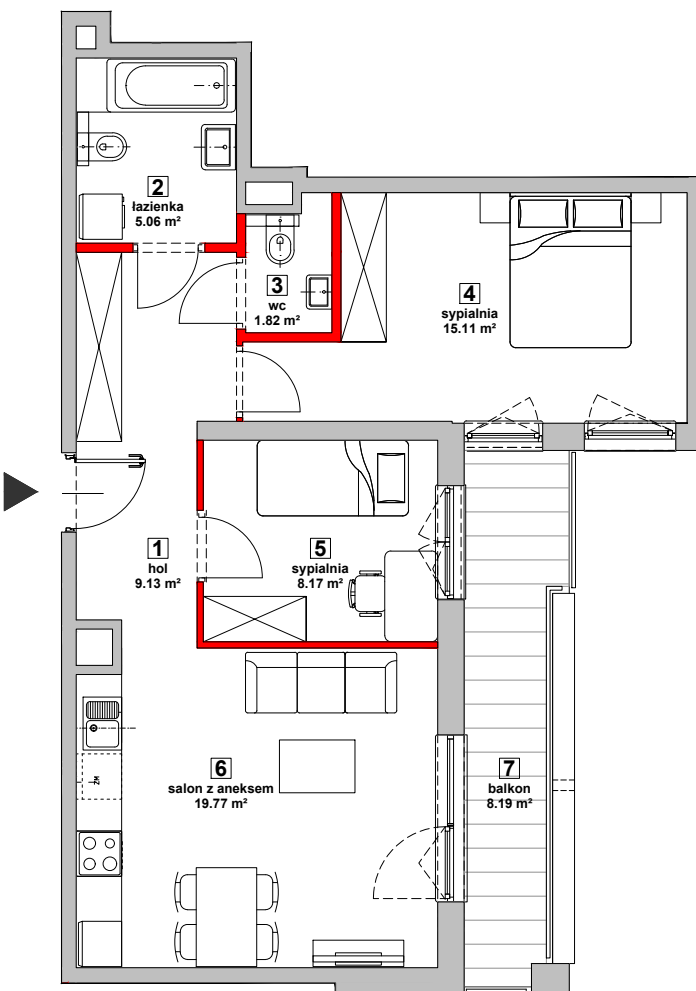 2
łazienka
5.06 m²
3
wc
1.82 m²
4
sypialnia
15.11 m²
1
hol
9.13 m²
5
sypialnia
8.17 m²
6
salon z aneksem
19.77 m²
7
balkon
8.19 m²
ZM